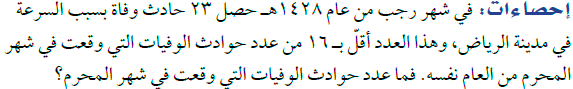 إحصاءات: في شهر رجب من عام ١٤٢٨هـ حصل ٢٣ حادث وفاة بسبب السرعة
في مدينة الرياض، وهذا العدد أقلّ بـ ١٦ من عدد حوادث الوفيات التي وقعت في شهر
المحرم من العام نفسه. فما عدد حوادث الوفيات التي وقعت في شهر المحرم؟